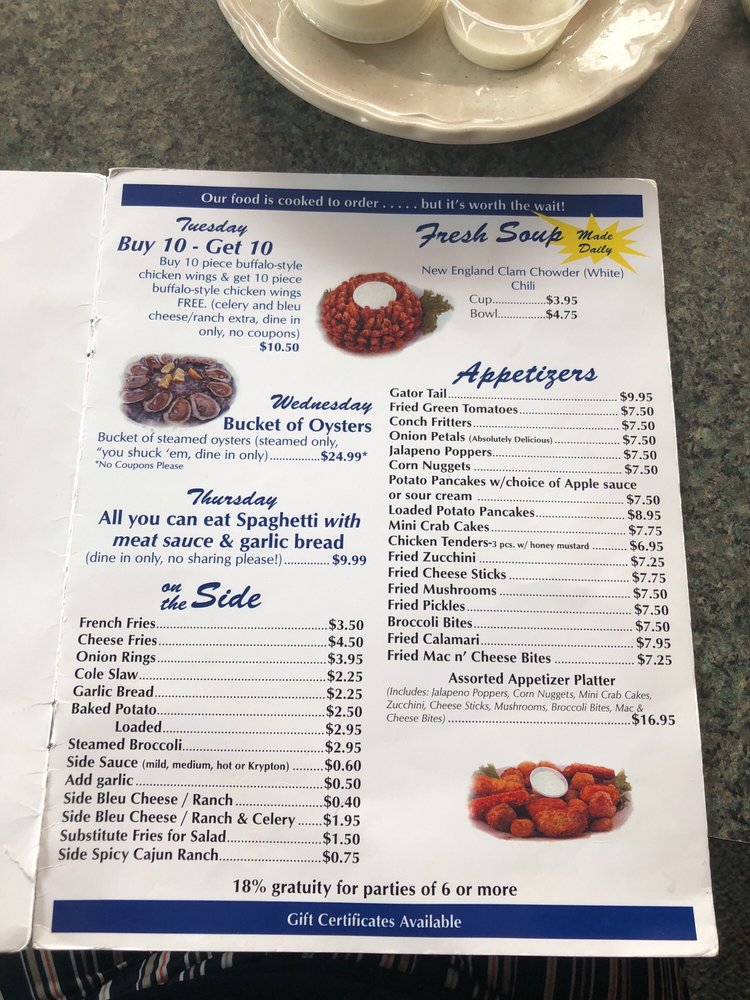 Our food is cooked to order . . . . . but it's worth the wait!
Tuesday
Buy 10 - Get 10
Buy 10 piece buffalo-style
chicken wings & get 10 piece
buffalo-style chicken wings
FREE. (celery and bleu
cheese/ranch extra, dine in
only, no coupons)
$10.50
Wednesday
Bucket of Oysters
Bucket of steamed oysters (steamed only,
"you shuck 'em, dine in only)...............$24.99*
*No Coupons Please
Thursday
All you can eat Spaghetti with
meat sauce & garlic bread
(dine in only, no sharing please!)..............$9.99
on
the Side
French Fries..............$3.50
Cheese Fries..............$4.50
Onion Rings..............$3.95
Cole Slaw..............$2.25
Garlic Bread..............$2.25
Baked Potato..............$2.50
Loaded..............$2.95
Steamed Broccoli..............$2.95
Side Sauce (mild, medium, hot or Krypton) .......$0.60
Add garlic..............$0.50
Side Bleu Cheese / Ranch..............$0.40
Side Bleu Cheese / Ranch & Celery ......$1.95
Substitute Fries for Salad..............$1.50
Side Spicy Cajun Ranch..............$0.75
Fresh Soup
Made
Daily
New England Clam Chowder (White)
Chili
Cup..............$3.95
Bowl..............$4.75
Appetizers
Gator Tail.............. $9.95
Fried Green Tomatoes..............$7.50
Conch Fritters..............$7.50
Onion Petals (Absolutely Delicious) ..............$7.50
Jalapeno Poppers..............$7.50
Corn Nuggets ..............$7.50
Potato Pancakes w/choice of Apple sauce
or sour cream ..............$7.50
Loaded Potato Pancakes..............$8.95
Mini Crab Cakes..............$7.75
Chicken Tenders-3 pcs. w/ honey mustard ..........$6.95
Fried Zucchini ..............$7.25
Fried Cheese Sticks ..............$7.75
Fried Mushrooms ..............$7.50
Fried Pickles..............$7.50
Broccoli Bites..............$7.50
Fried Calamari..............$7.95
Fried Mac n' Cheese Bites ..............$7.25
Assorted Appetizer Platter
(Includes: Jalapeno Poppers, Corn Nuggets, Mini Crab Cakes,
Zucchini, Cheese Sticks, Mushrooms, Broccoli Bites, Mac &
Cheese Bites) ..............$16.95
18% gratuity for parties of 6 or more
Gift Certificates Available